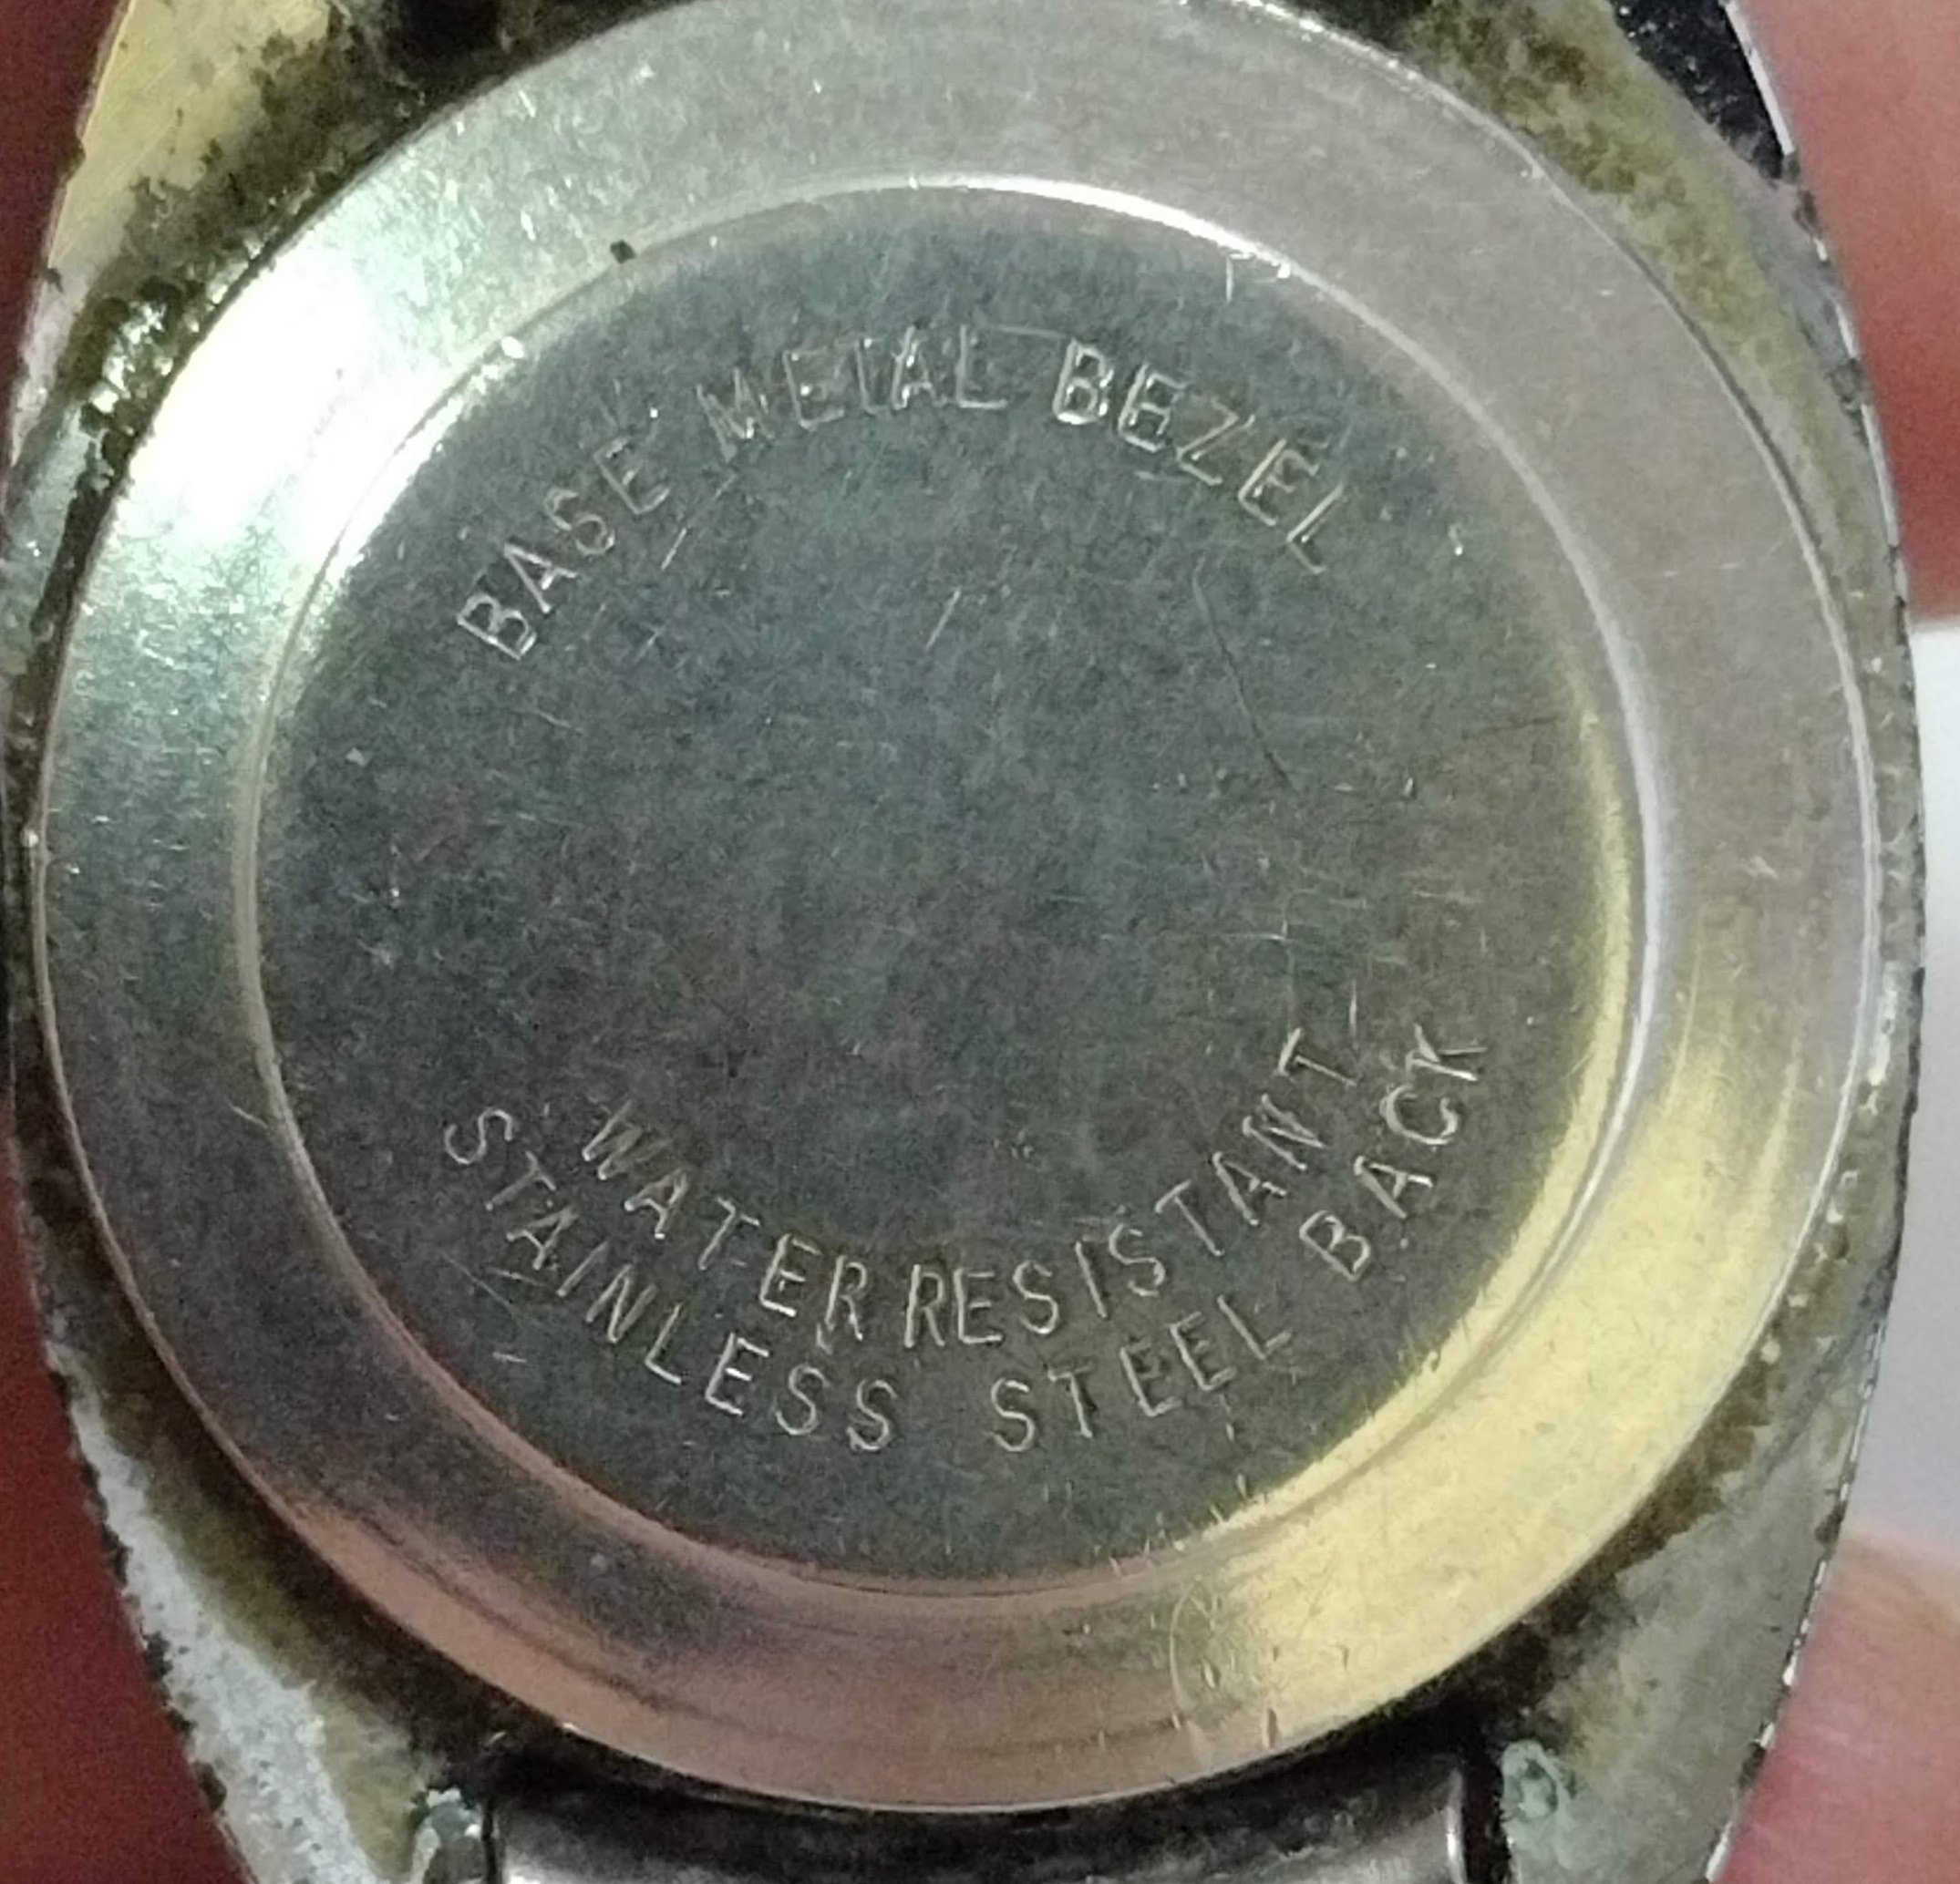 BASE METAL BEZEL
WATER RESISTANT
STAINLESS STEEL BACK